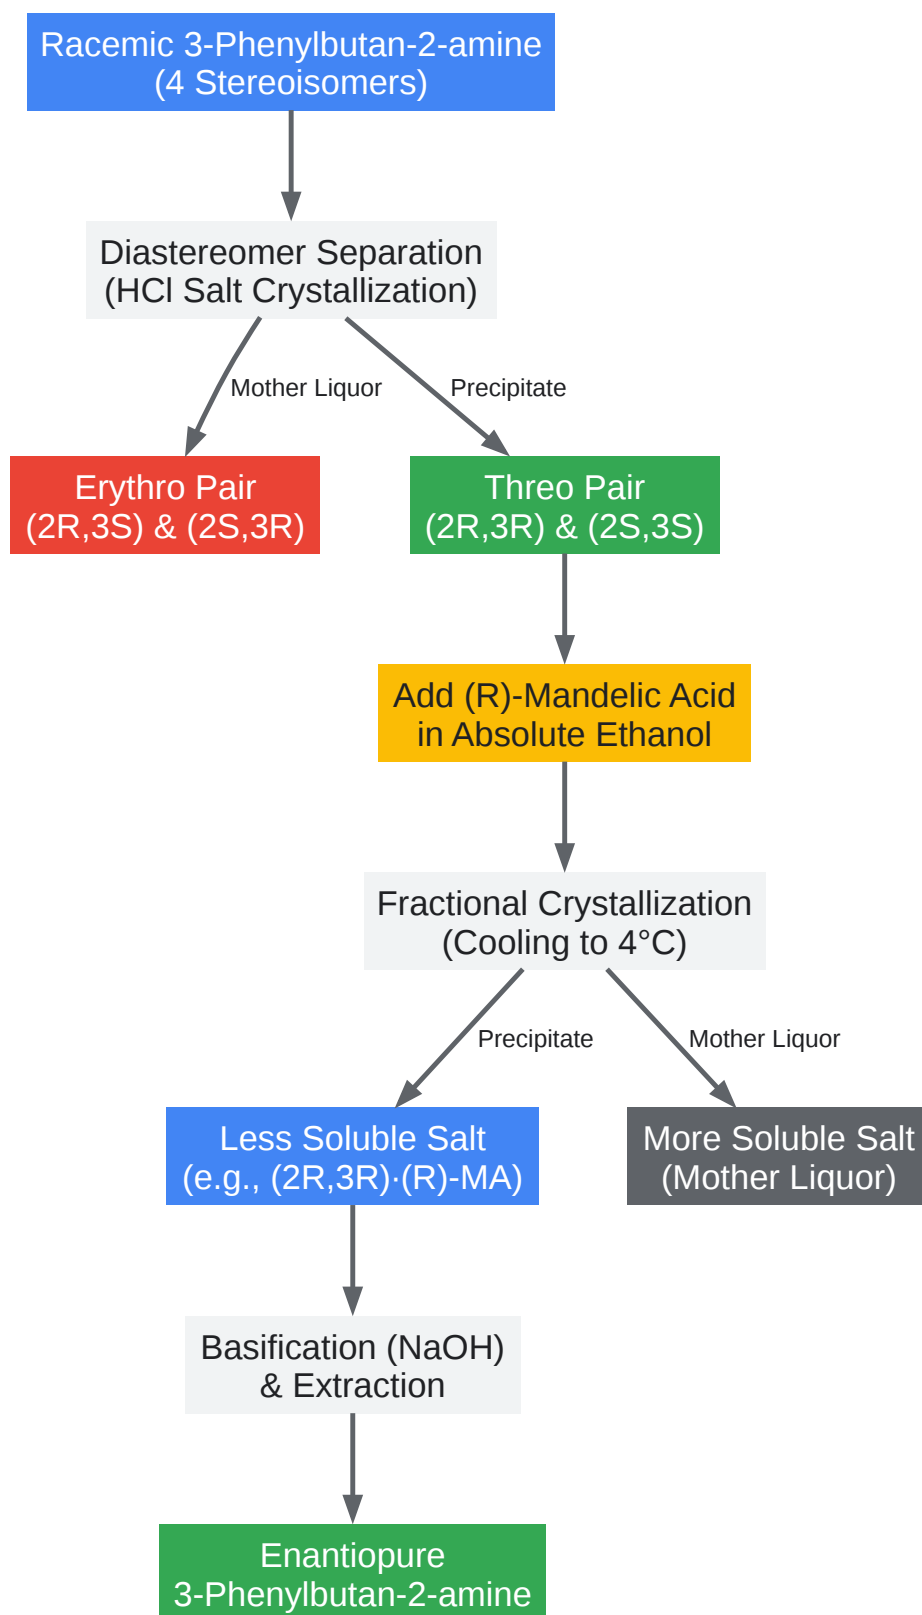 Racemic 3-Phenylbutan-2-amine
(4 Stereoisomers)
Diastereomer Separation
(HCl Salt Crystallization)
Mother Liquor
Precipitate
Erythro Pair
(2R,3S) & (2S,3R)
Threo Pair
(2R,3R) & (2S,3S)
Add (R)-Mandelic Acid
in Absolute Ethanol
Fractional Crystallization
(Cooling to 4°C)
Precipitate
Mother Liquor
Less Soluble Salt
(e.g., (2R,3R)·(R)-MA)
More Soluble Salt
(Mother Liquor)
Basification (NaOH)
& Extraction
Enantiopure
3-Phenylbutan-2-amine